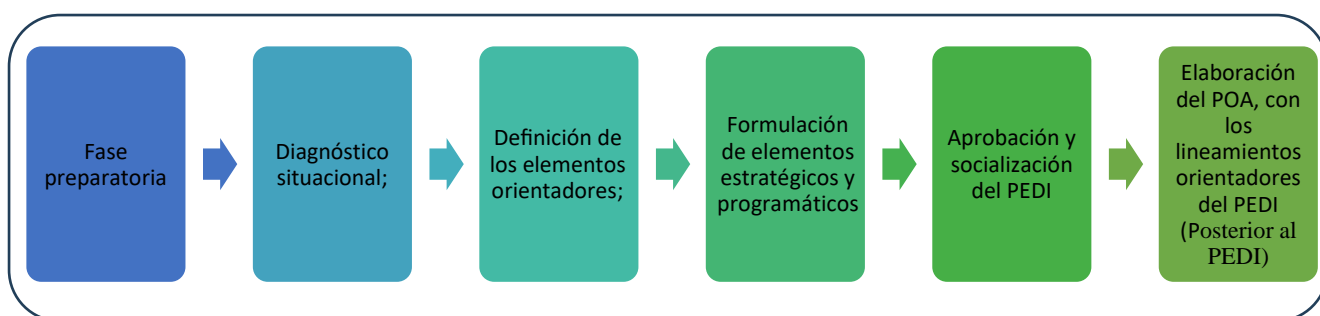 Fase
preparatoria
Diagnóstico
situacional;
Definición de
los elementos
orientadores;
Formulación
de elementos
estratégicos y
programáticos
Aprobación y
socialización
del PEDI
Elaboración
del POA, con
los
lineamientos
orientadores
del PEDI
(Posterior al
PEDI)